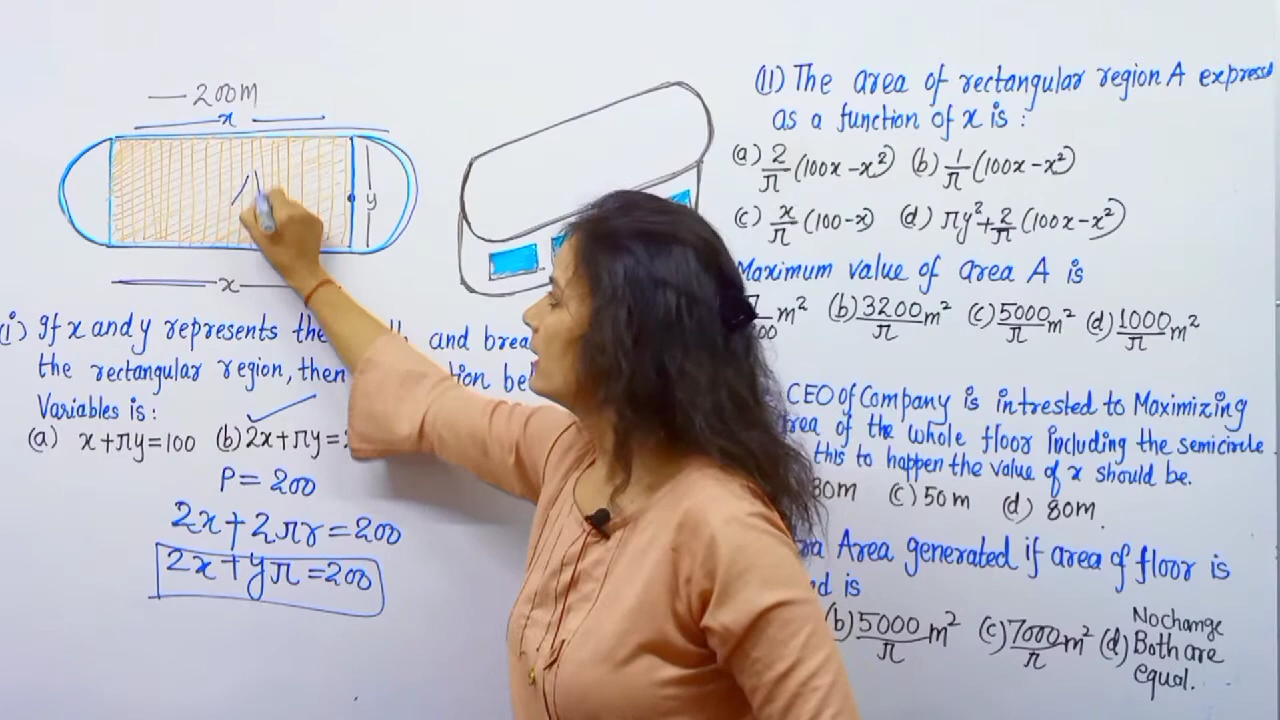 200M
x
y
x
(i) If x and y represents the and
the rectangular region, then
Variables is:
(a) x+πy=100 (b) 2x+πy=
P= 200
2x+2πr=200
2x+yπ=200
(II) The area of rectangular region A
as a function of x is :
(a) 2/π (100x-x²) (b) 1/π (100x-x²)
(c) x/π (100-x) (d) πy²+2/π (100x-x²)
Maximum value of area A is
m² (b) 3200/π m² (c) 5000/π m² (d) 1000/π m²
CEO of Company is intrested to Maximizing
of the whole floor including the semicircle.
this to happen the value of x should be.
(c) 50 m (d) 80m.
Area generated if area of floor is
is
(b) 5000/π m² (c) 7000/π m² (d) No change
Both are
equal.